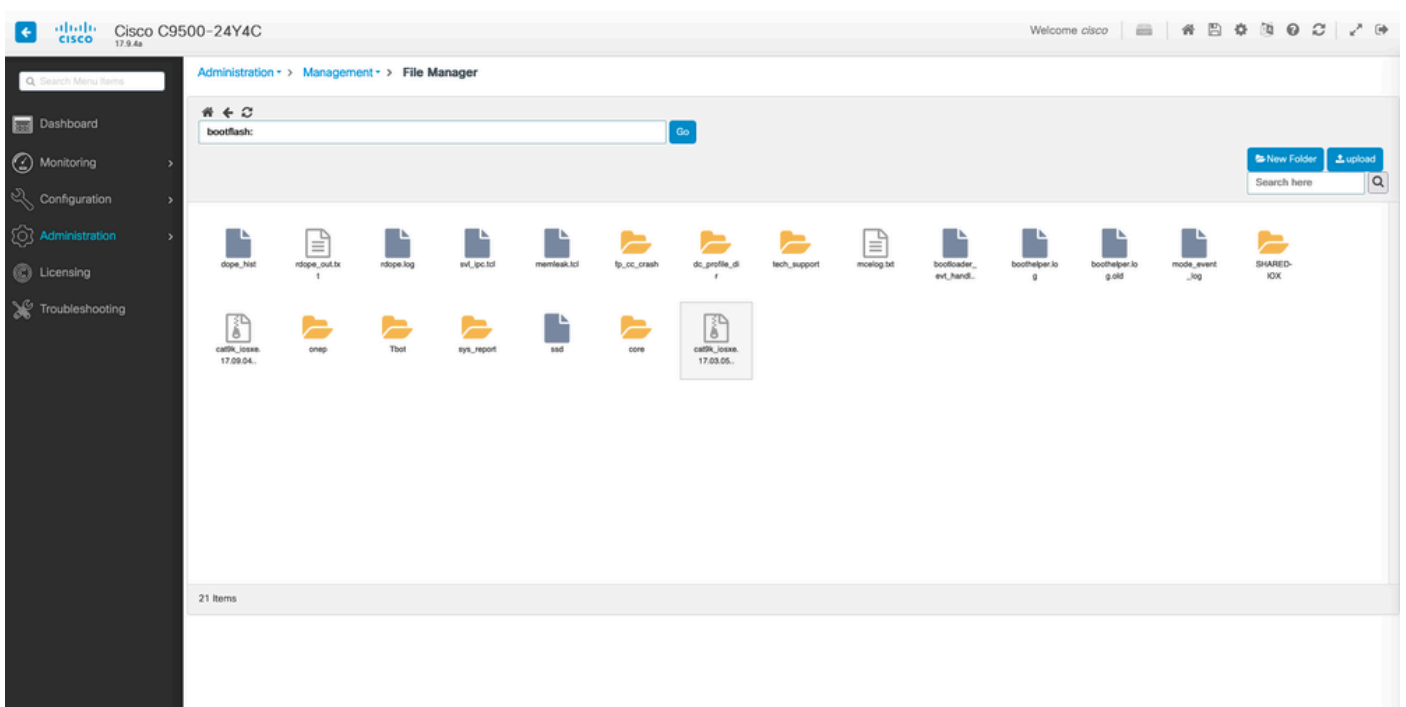 CISCO
Cisco C9500-24Y4C
17.9.4a
Welcome cisco
Search Menu Items
Dashboard
Monitoring
Configuration
Administration
Licensing
Troubleshooting
Administration > Management > File Manager
bootflash:
Go
New Folder
upload
Search here
dope_hist
rdope_out.tx
t
rdope.log
svl_ipc.tcl
memleak.tcl
fp_cc_crash
dc_profile_di
r
tech_support
mcelog.txt
bootloader_
evt_handl..
boothelper.lo
g
boothelper.lo
g.old
mode_event
_log
SHARED-
IOX
cat9k_iosxe.
17.09.04..
onep
Tbot
sys_report
ssd
core
cat9k_iosxe.
17.03.05..
21 Items